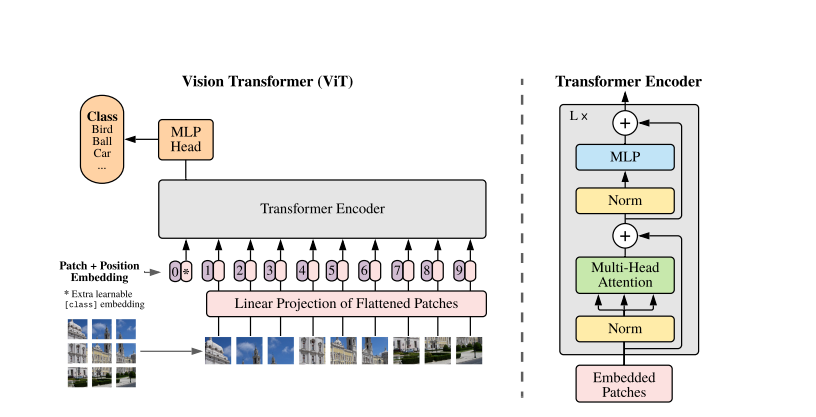 Vision Transformer (ViT)
Class
Bird
Ball
Car
...
MLP
Head
Transformer Encoder
Patch + Position
Embedding
0 * 1 2 3 4 5 6 7 8 9
* Extra learnable
[class] embedding
Linear Projection of Flattened Patches
Transformer Encoder
L x
+
MLP
Norm
+
Multi-Head
Attention
Norm
Embedded
Patches